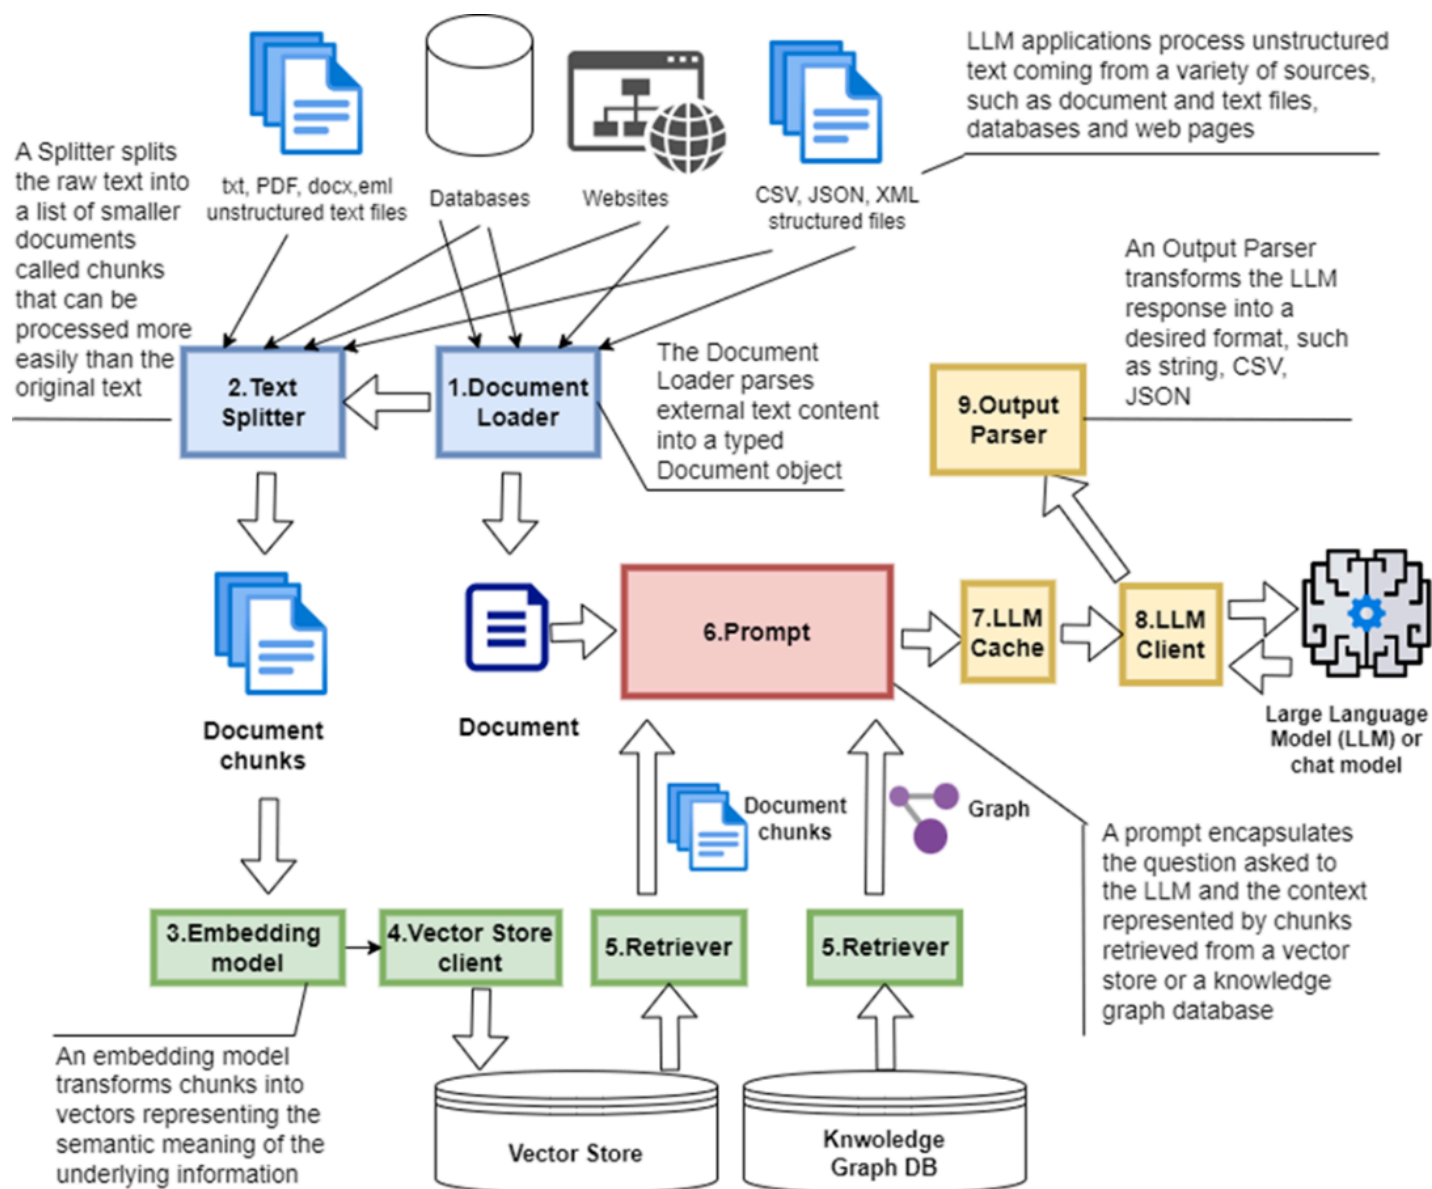 LLM applications process unstructured
text coming from a variety of sources,
such as document and text files,
databases and web pages
A Splitter splits
the raw text into
a list of smaller
documents
called chunks
that can be
processed more
easily than the
original text
txt, PDF, docx,eml
unstructured text files
Databases
Websites
CSV, JSON, XML
structured files
An Output Parser
transforms the LLM
response into a
desired format, such
as string, CSV,
JSON
2.Text
Splitter
1.Document
Loader
The Document
Loader parses
external text content
into a typed
Document object
9.Output
Parser
6.Prompt
7.LLM
Cache
8.LLM
Client
Document
chunks
Document
Large Language
Model (LLM) or
chat model
Document
chunks
Graph
A prompt encapsulates
the question asked to
the LLM and the context
represented by chunks
retrieved from a vector
store or a knowledge
graph database
3.Embedding
model
4.Vector Store
client
5.Retriever
5.Retriever
An embedding model
transforms chunks into
vectors representing the
semantic meaning of the
underlying information
Vector Store
Knwoledge
Graph DB